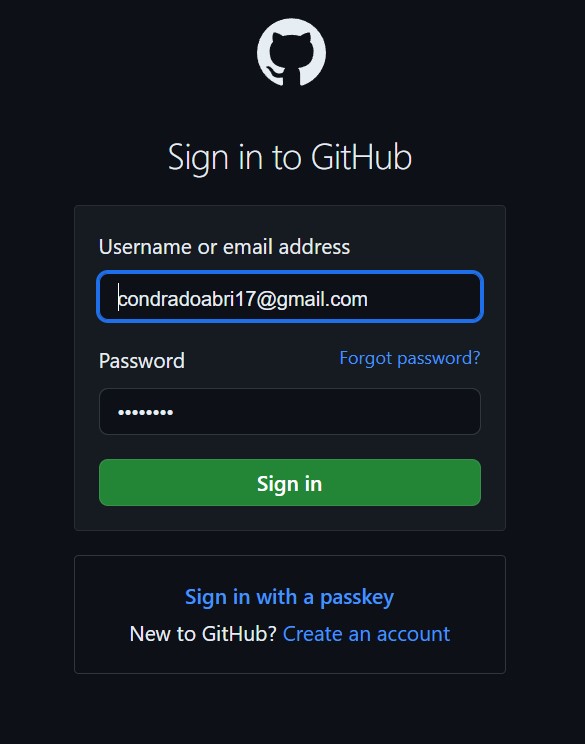 Sign in to GitHub
Username or email address
condradoabri17@gmail.com
Password
Forgot password?
••••••••
Sign in
Sign in with a passkey
New to GitHub? Create an account